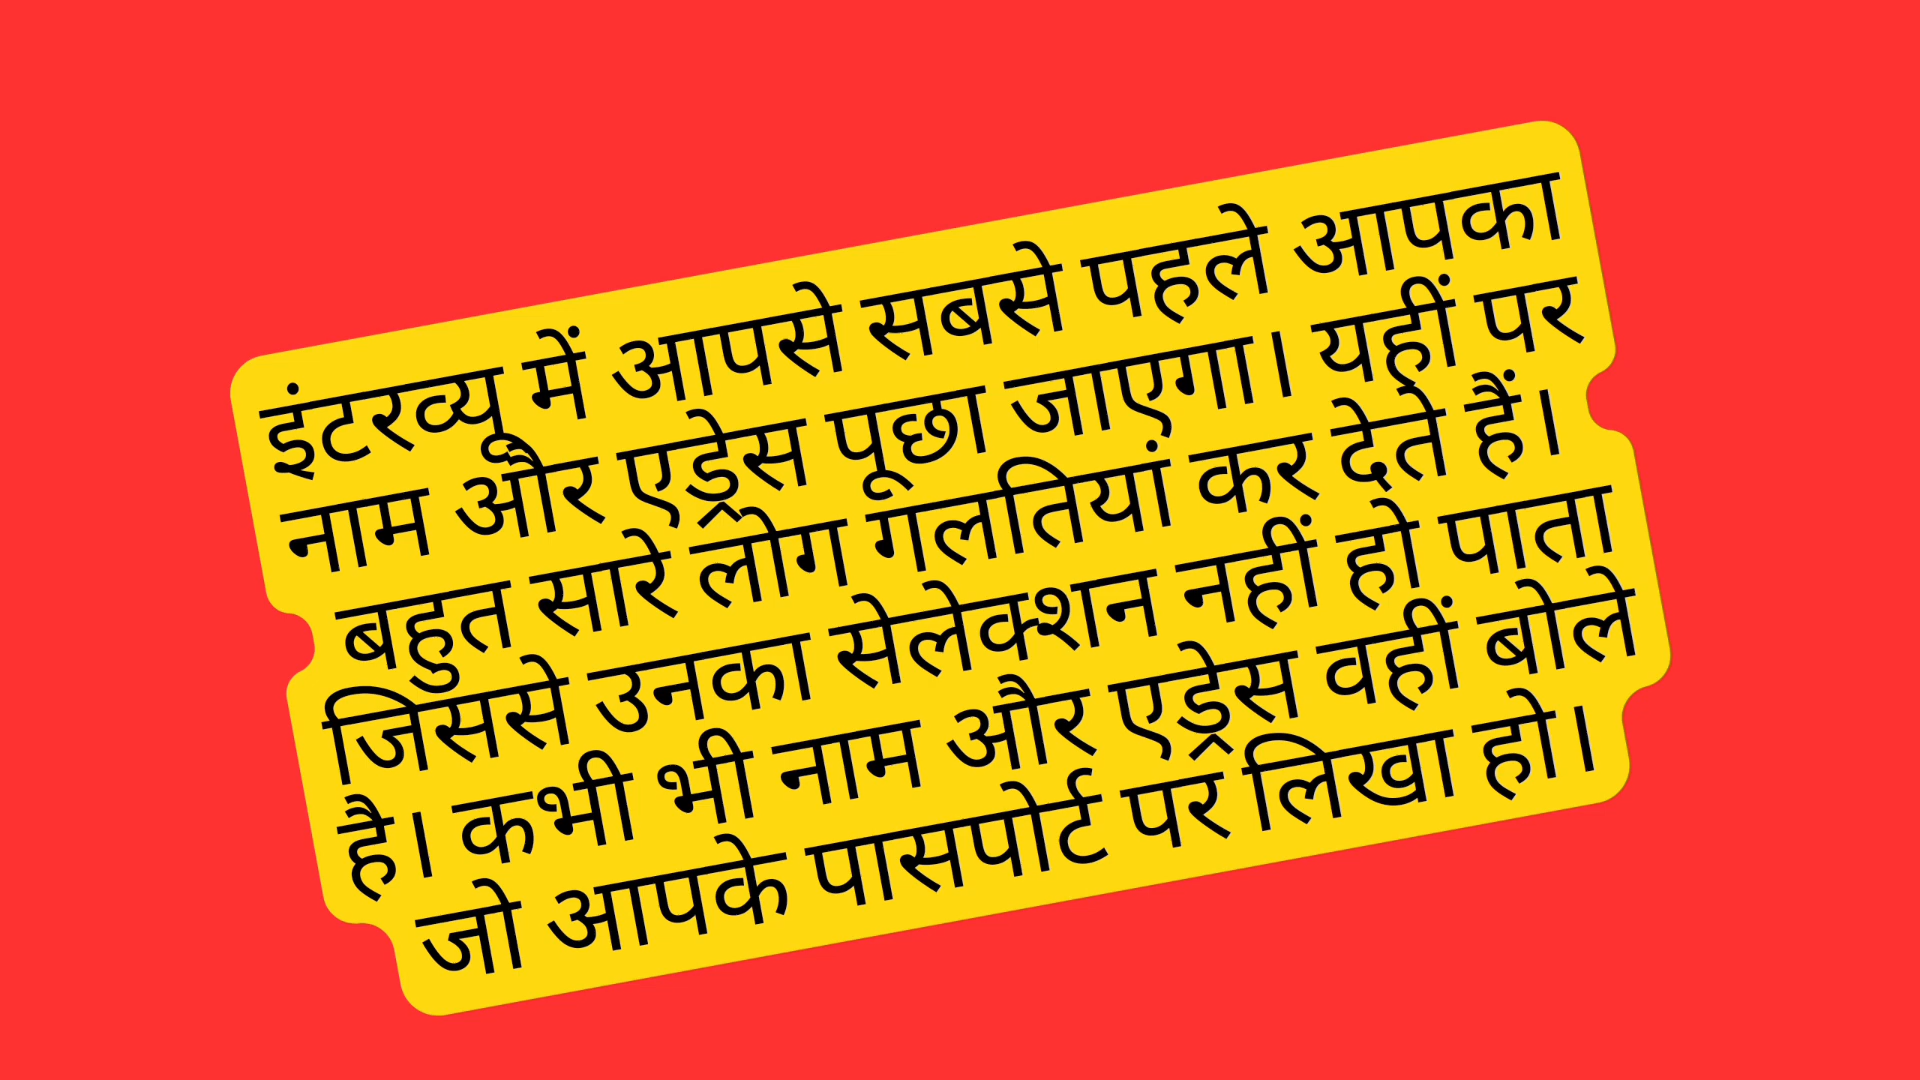 इंटरव्यू में आपसे सबसे पहले आपका
नाम और एड्रेस पूछा जाएगा। यहीं पर
बहुत सारे लोग गलतियां कर देते हैं।
जिससे उनका सेलेक्शन नहीं हो पाता
है। कभी भी नाम और एड्रेस वहीं बोले
जो आपके पासपोर्ट पर लिखा हो।